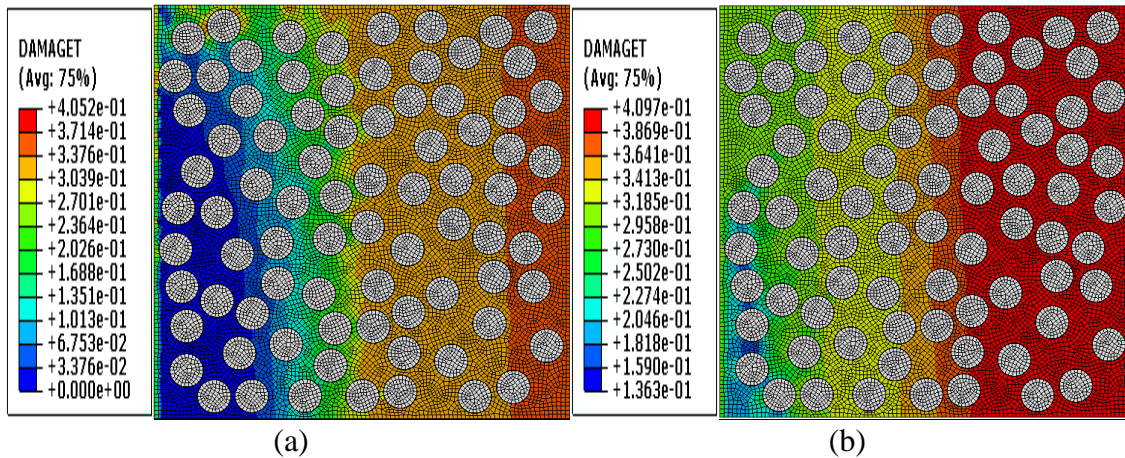 DAMAGET
(Avg: 75%)
+4.052e-01
+3.714e-01
+3.376e-01
+3.039e-01
+2.701e-01
+2.364e-01
+2.026e-01
+1.688e-01
+1.351e-01
+1.013e-01
+6.753e-02
+3.376e-02
+0.000e+00
(a)
DAMAGET
(Avg: 75%)
+4.097e-01
+3.869e-01
+3.641e-01
+3.413e-01
+3.185e-01
+2.958e-01
+2.730e-01
+2.502e-01
+2.274e-01
+2.046e-01
+1.818e-01
+1.590e-01
+1.363e-01
(b)